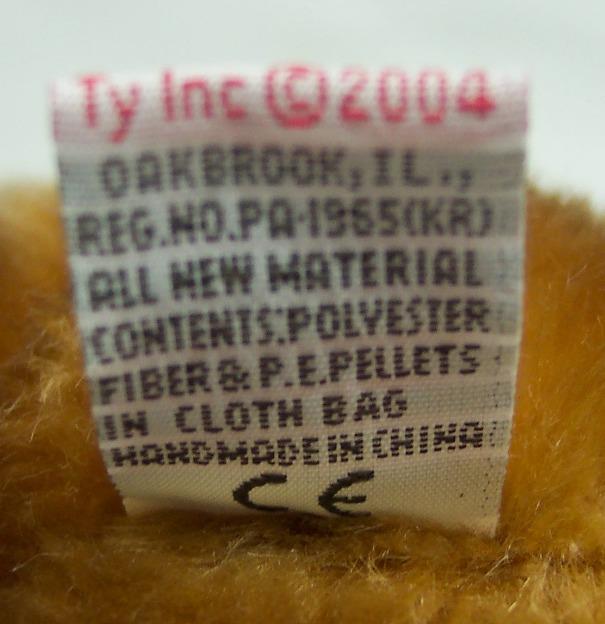 Ty Inc ©2004
OAKBROOK, IL.,
REG.NO.PA-1965(KR)
ALL NEW MATERIAL
CONTENTS:POLYESTER
FIBER & P.E.PELLETS
IN CLOTH BAG
HANDMADE IN CHINA
CE